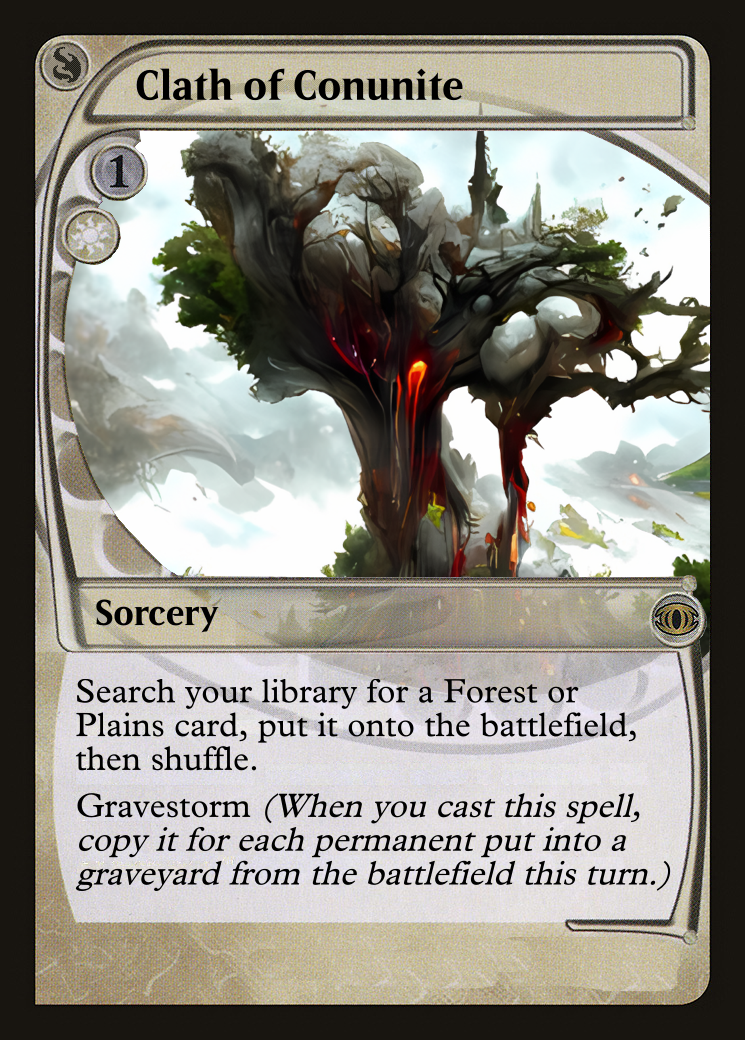 Clath of Conunite
1
Sorcery
Search your library for a Forest or
Plains card, put it onto the battlefield,
then shuffle.
Gravestorm (When you cast this spell,
copy it for each permanent put into a
graveyard from the battlefield this turn.)